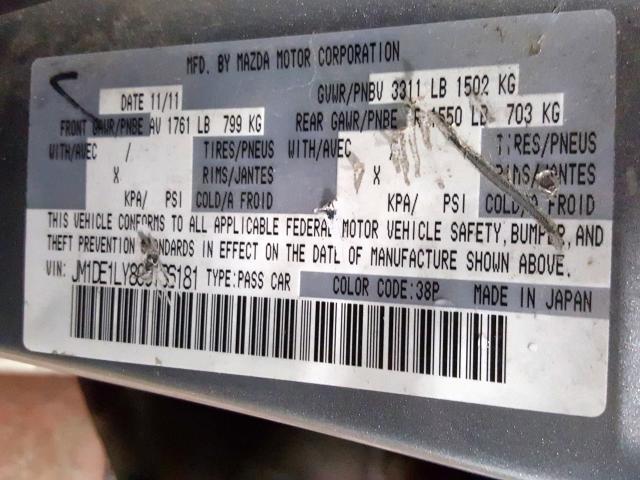 MFD. BY MAZDA MOTOR CORPORATION
DATE 11/11 GVWR/PNBV 3311 LB 1502 KG
FRONT GAWR/PNBE AV 1761 LB 799 KG REAR GAWR/PNBE 1550 LB 703 KG
WITH/AVEC / TIRES/PNEUS WITH/AVEC / TIRES/PNEUS
X RIMS/JANTES X RIMS/JANTES
KPA/ PSI COLD/A FROID KPA/ PSI COLD/A FROID
THIS VEHICLE CONFORMS TO ALL APPLICABLE FEDERAL MOTOR VEHICLE SAFETY, BUMPER, AND
THEFT PREVENTION STANDARDS IN EFFECT ON THE DATE OF MANUFACTURE SHOWN ABOVE.
VIN: TYPE:PASS CAR COLOR CODE:38P MADE IN JAPAN